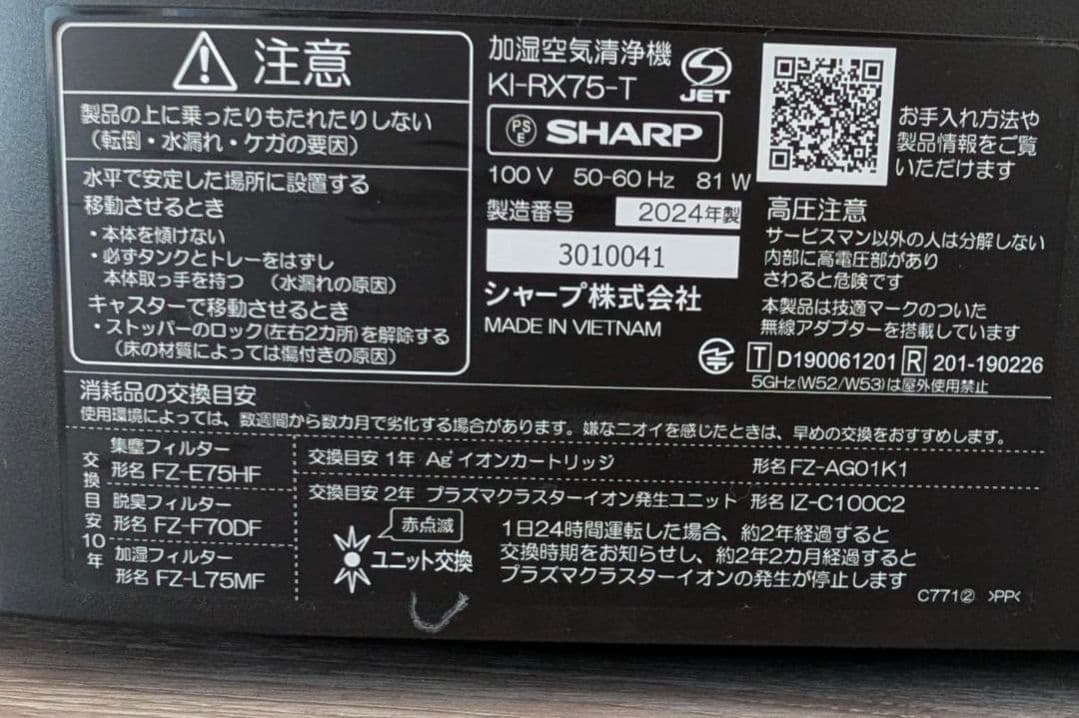 注意
製品の上に乗ったりもたれたりしない
(転倒・水漏れ・ケガの要因)
水平で安定した場所に設置する
移動させるとき
・本体を傾けない
・必ずタンクとトレーをはずし
本体取っ手を持つ (水漏れの原因)
キャスターで移動させるとき
・ストッパーのロック(左右2カ所)を解除する
(床の材質によっては傷付きの原因)
加湿空気清浄機
KI-RX75-T
JET
PSE SHARP
100 V 50-60 Hz 81 W
製造番号 2024年製
3010041
シャープ株式会社
MADE IN VIETNAM
お手入れ方法や
製品情報をご覧
いただけます
高圧注意
サービスマン以外の人は分解しない
内部に高電圧部があり
さわると危険です
本製品は技適マークのついた
無線アダプターを搭載しています
T D190061201 R 201-190226
5GHz(W52/W53)は屋外使用禁止
消耗品の交換目安
使用環境によっては、数週間から数カ月で劣化する場合があります。嫌なニオイを感じたときは、早めの交換をおすすめします。
交換目安10年
集塵フィルター
形名 FZ-E75HF
脱臭フィルター
形名 FZ-F70DF
加湿フィルター
形名 FZ-L75MF
交換目安 1年 Ag⁺イオンカートリッジ 形名 FZ-AG01K1
交換目安 2年 プラズマクラスターイオン発生ユニット 形名 IZ-C100C2
赤点滅
ユニット交換
1日24時間運転した場合、約2年経過すると
交換時期をお知らせし、約2年2カ月経過すると
プラズマクラスターイオンの発生が停止します
C771② >PP<